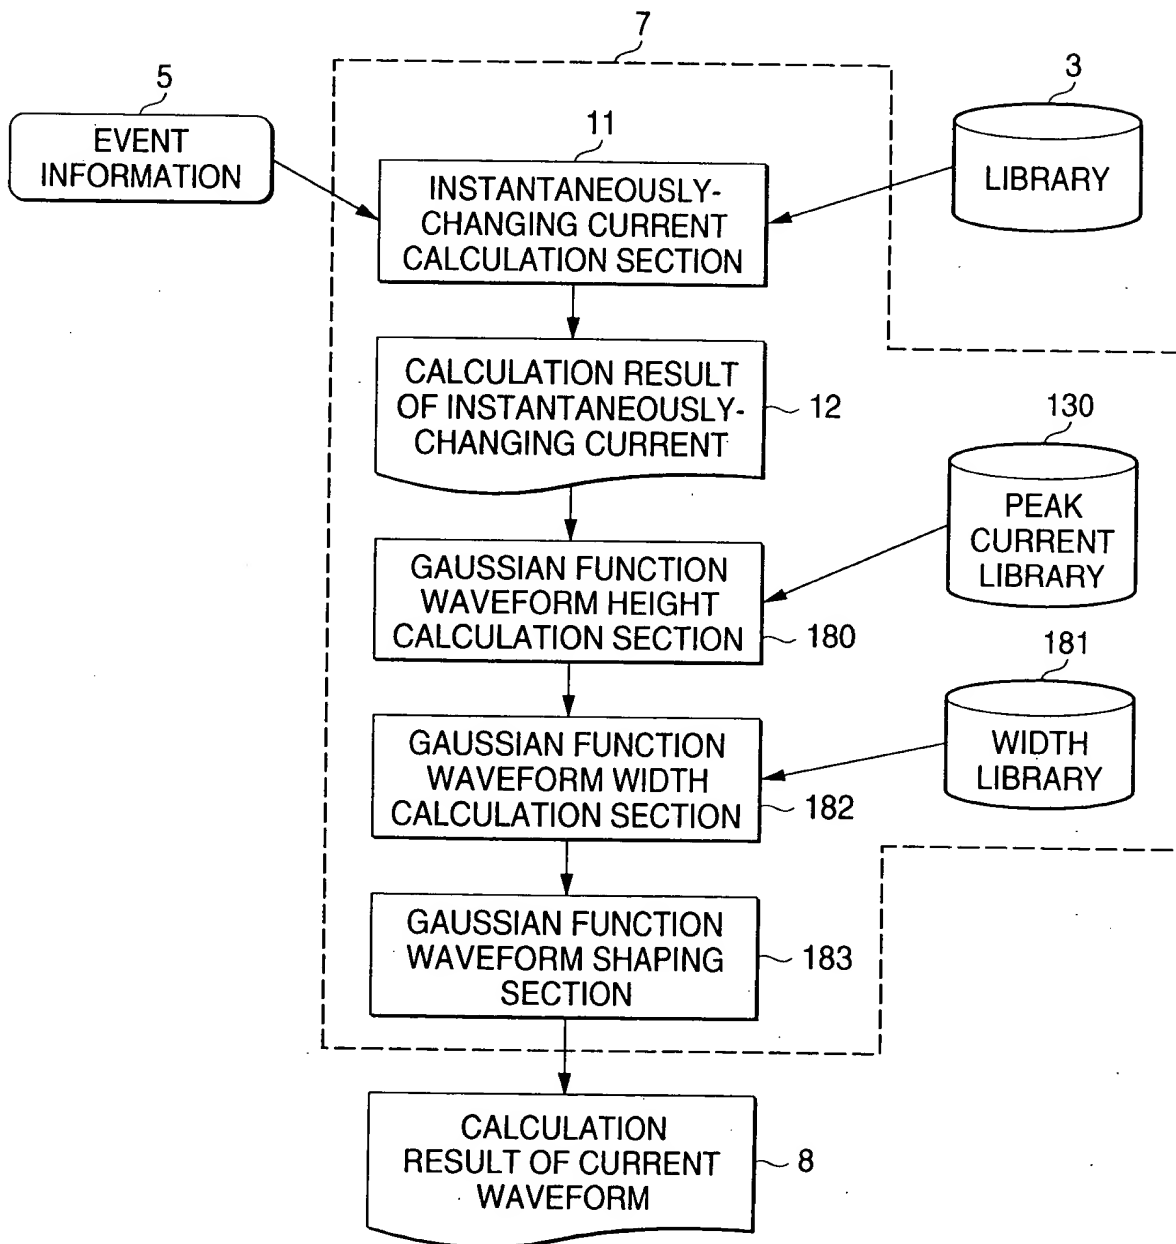 7
5
EVENT
INFORMATION
3
LIBRARY
11
INSTANTANEOUSLY-
CHANGING CURRENT
CALCULATION SECTION
CALCULATION RESULT
OF INSTANTANEOUSLY-
CHANGING CURRENT
12
130
PEAK
CURRENT
LIBRARY
GAUSSIAN FUNCTION
WAVEFORM HEIGHT
CALCULATION SECTION
180
181
WIDTH
LIBRARY
GAUSSIAN FUNCTION
WAVEFORM WIDTH
CALCULATION SECTION
182
GAUSSIAN FUNCTION
WAVEFORM SHAPING
SECTION
183
CALCULATION
RESULT OF CURRENT
WAVEFORM
8